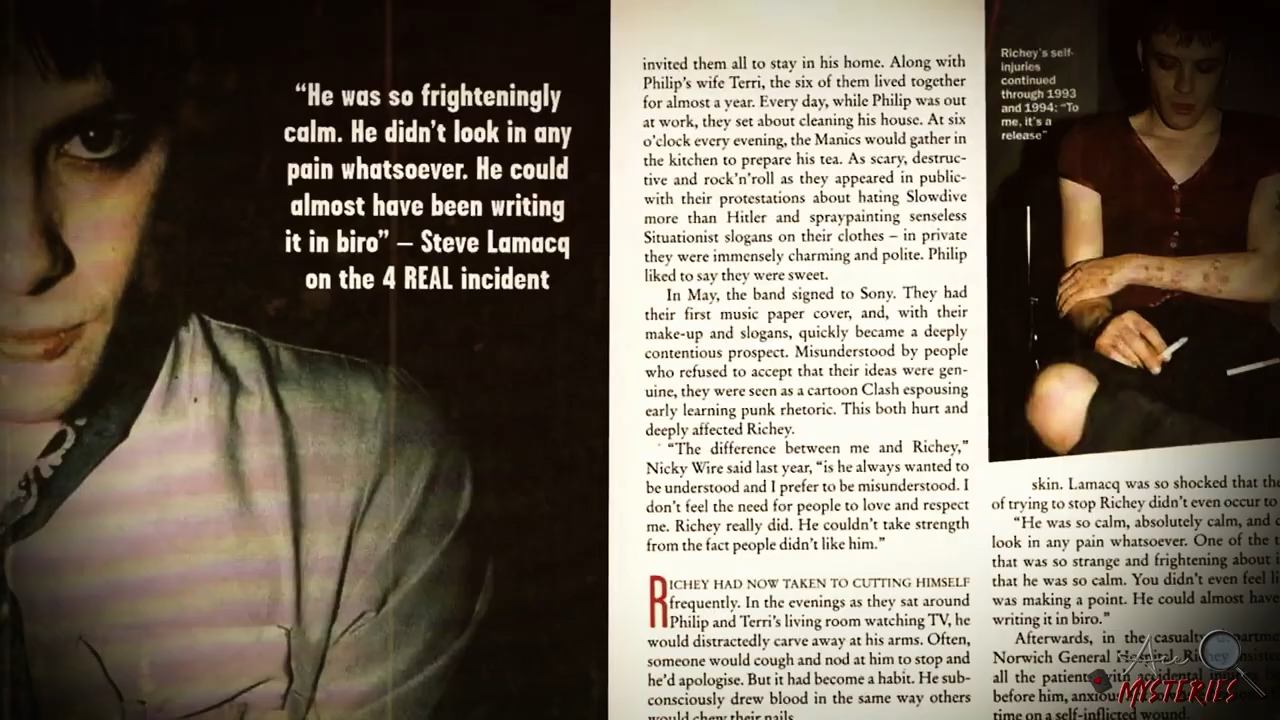 “He was so frighteningly
calm. He didn’t look in any
pain whatsoever. He could
almost have been writing
it in biro” – Steve Lamacq
on the 4 REAL incident
invited them all to stay in his home. Along with
Philip’s wife Terri, the six of them lived together
for almost a year. Every day, while Philip was out
at work, they set about cleaning his house. At six
o’clock every evening, the Manics would gather in
the kitchen to prepare his tea. As scary, destruc-
tive and rock’n’roll as they appeared in public-
with their protestations about hating Slowdive
more than Hitler and spraypainting senseless
Situationist slogans on their clothes – in private
they were immensely charming and polite. Philip
liked to say they were sweet.
In May, the band signed to Sony. They had
their first music paper cover, and, with their
make-up and slogans, quickly became a deeply
contentious prospect. Misunderstood by people
who refused to accept that their ideas were gen-
uine, they were seen as a cartoon Clash espousing
early learning punk rhetoric. This both hurt and
deeply affected Richey.
“The difference between me and Richey,”
Nicky Wire said last year, “is he always wanted to
be understood and I prefer to be misunderstood. I
don’t feel the need for people to love and respect
me. Richey really did. He couldn’t take strength
from the fact people didn’t like him.”
RICHEY HAD NOW TAKEN TO CUTTING HIMSELF
frequently. In the evenings as they sat around
Philip and Terri’s living room watching TV, he
would distractedly carve away at his arms. Often,
someone would cough and nod at him to stop and
he’d apologise. But it had become a habit. He sub-
consciously drew blood in the same way others
would chew their nails.
Richey’s self-
injuries
continued
through 1993
and 1994: “To
me, it’s a
release”
skin. Lamacq was so shocked that the
of trying to stop Richey didn’t even occur to
“He was so calm, absolutely calm, and
look in any pain whatsoever. One of the
that was so strange and frightening about
that he was so calm. You didn’t even feel
was making a point. He could almost have
writing it in biro.”
Afterwards, in the casualty
Norwich General Hospital, Richey insisted
all the patients with accidental
before him,
time on a self-inflicted wound
MYSTERIES